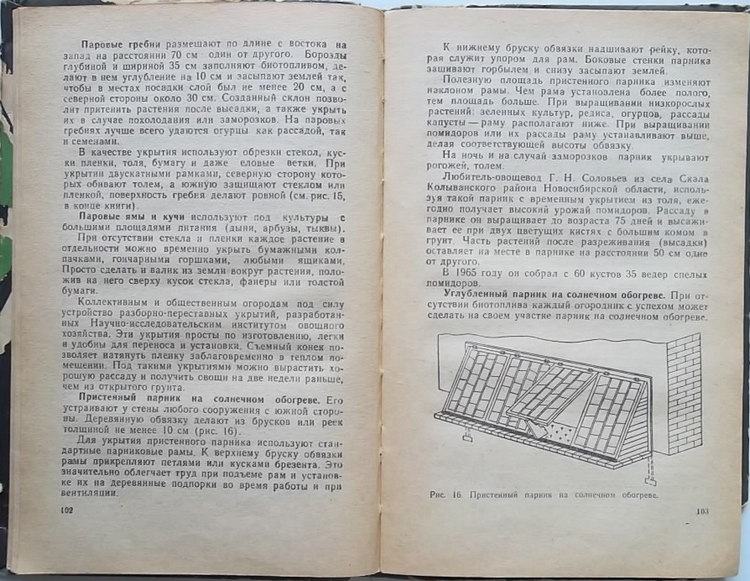 Паровые гребни размещают по длине с востока на
запад на расстоянии 70 см один от другого. Борозды
глубиной и шириной 35 см заполняют биотопливом, де-
лают в нем углубление на 10 см и засыпают землей так,
чтобы в местах посадки слой был не менее 20 см, а с
северной стороны около 30 см. Созданный склон позво-
лит притенить растения после высадки, а также укрыть
их в случае похолодания или заморозков. На паровых
гребнях лучше всего удаются огурцы как рассадой, так
и семенами.
В качестве укрытия используют обрезки стекол, кус-
ки пленки, толя, бумагу и даже еловые ветки. При
укрытии двускатными рамками, северную сторону кото-
рых обивают толем, а южную защищают стеклом или
пленкой, поверхность гребня делают ровной (см. рис. 15,
в конце книги).
Паровые ямы и кучи используют под культуры с
большими площадями питания (дыни, арбузы, тыквы).
При отсутствии стекла и пленки каждое растение в
отдельности можно временно укрыть бумажными кол-
пачками, гончарными горшками, любыми ящиками.
Просто сделать и валик из земли вокруг растения, поло-
жив на него сверху кусок стекла, фанеры или толстой
бумаги.
Коллективным и общественным огородам под силу
устройство разборно-переставных укрытий, разработан-
ных Научно-исследовательским институтом овощного
хозяйства. Эти укрытия просты по изготовлению, легки
и удобны для переноса и установки. Съемный конек по-
зволяет натянуть пленку заблаговременно в теплом по-
мещении. Под такими укрытиями можно вырастить хо-
рошую рассаду и получить овощи на две недели раньше,
чем из открытого грунта.
Пристенный парник на солнечном обогреве. Его
устраивают у стены любого сооружения с южной сторо-
ны. Деревянную обвязку делают из брусков или реек
толщиной не менее 10 см (рис. 16).
Для укрытия пристенного парника используют стан-
дартные парниковые рамы. К верхнему бруску обвязки
рамы прикрепляют петлями или кусками брезента. Это
значительно облегчает труд при подъеме рам и установ-
ке их на деревянные подпорки во время работы и при
вентиляции.
102
К нижнему бруску обвязки надшивают рейку, кото-
рая служит упором для рам. Боковые стенки парника
зашивают горбылем и снизу засыпают землей.
Полезную площадь пристенного парника изменяют
наклоном рамы. Чем рама установлена более полого,
тем площадь больше. При выращивании низкорослых
растений: зеленных культур, редиса, огурцов, рассады
капусты — раму располагают ниже. При выращивании
помидоров или их рассады раму устанавливают выше,
делая соответствующей высоты обвязку.
На ночь и на случай заморозков парник укрывают
рогожей, толем.
Любитель-овощевод Г. Н. Соловьев из села Скала
Колыванского района Новосибирской области, исполь-
зуя такой парник с временным укрытием из толя, еже-
годно получает высокий урожай помидоров. Рассаду в
парнике он выращивает до возраста 75 дней и высажи-
вает ее при двух цветущих кистях с большим комом в
грунт. Часть растений после разреживания (высадки)
оставляет на месте в парнике на расстоянии 50 см одно
от другого.
В 1965 году он собрал с 60 кустов 35 ведер спелых
помидоров.
Углубленный парник на солнечном обогреве. При от-
сутствии биотоплива каждый огородник с успехом может
сделать на своем участке парник на солнечном обогреве.
Рис. 16. Пристенный парник на солнечном обогреве.
103